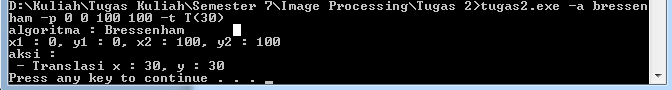 D:\Kuliah\Tugas Kuliah\Semester 7\Image Processing\Tugas 2>tugas2.exe -a bressen
ham -p 0 0 100 100 -t T(30)
algoritma : Bressenham
x1 : 0, y1 : 0, x2 : 100, y2 : 100
aksi :
- Translasi x : 30, y : 30
Press any key to continue . . . _